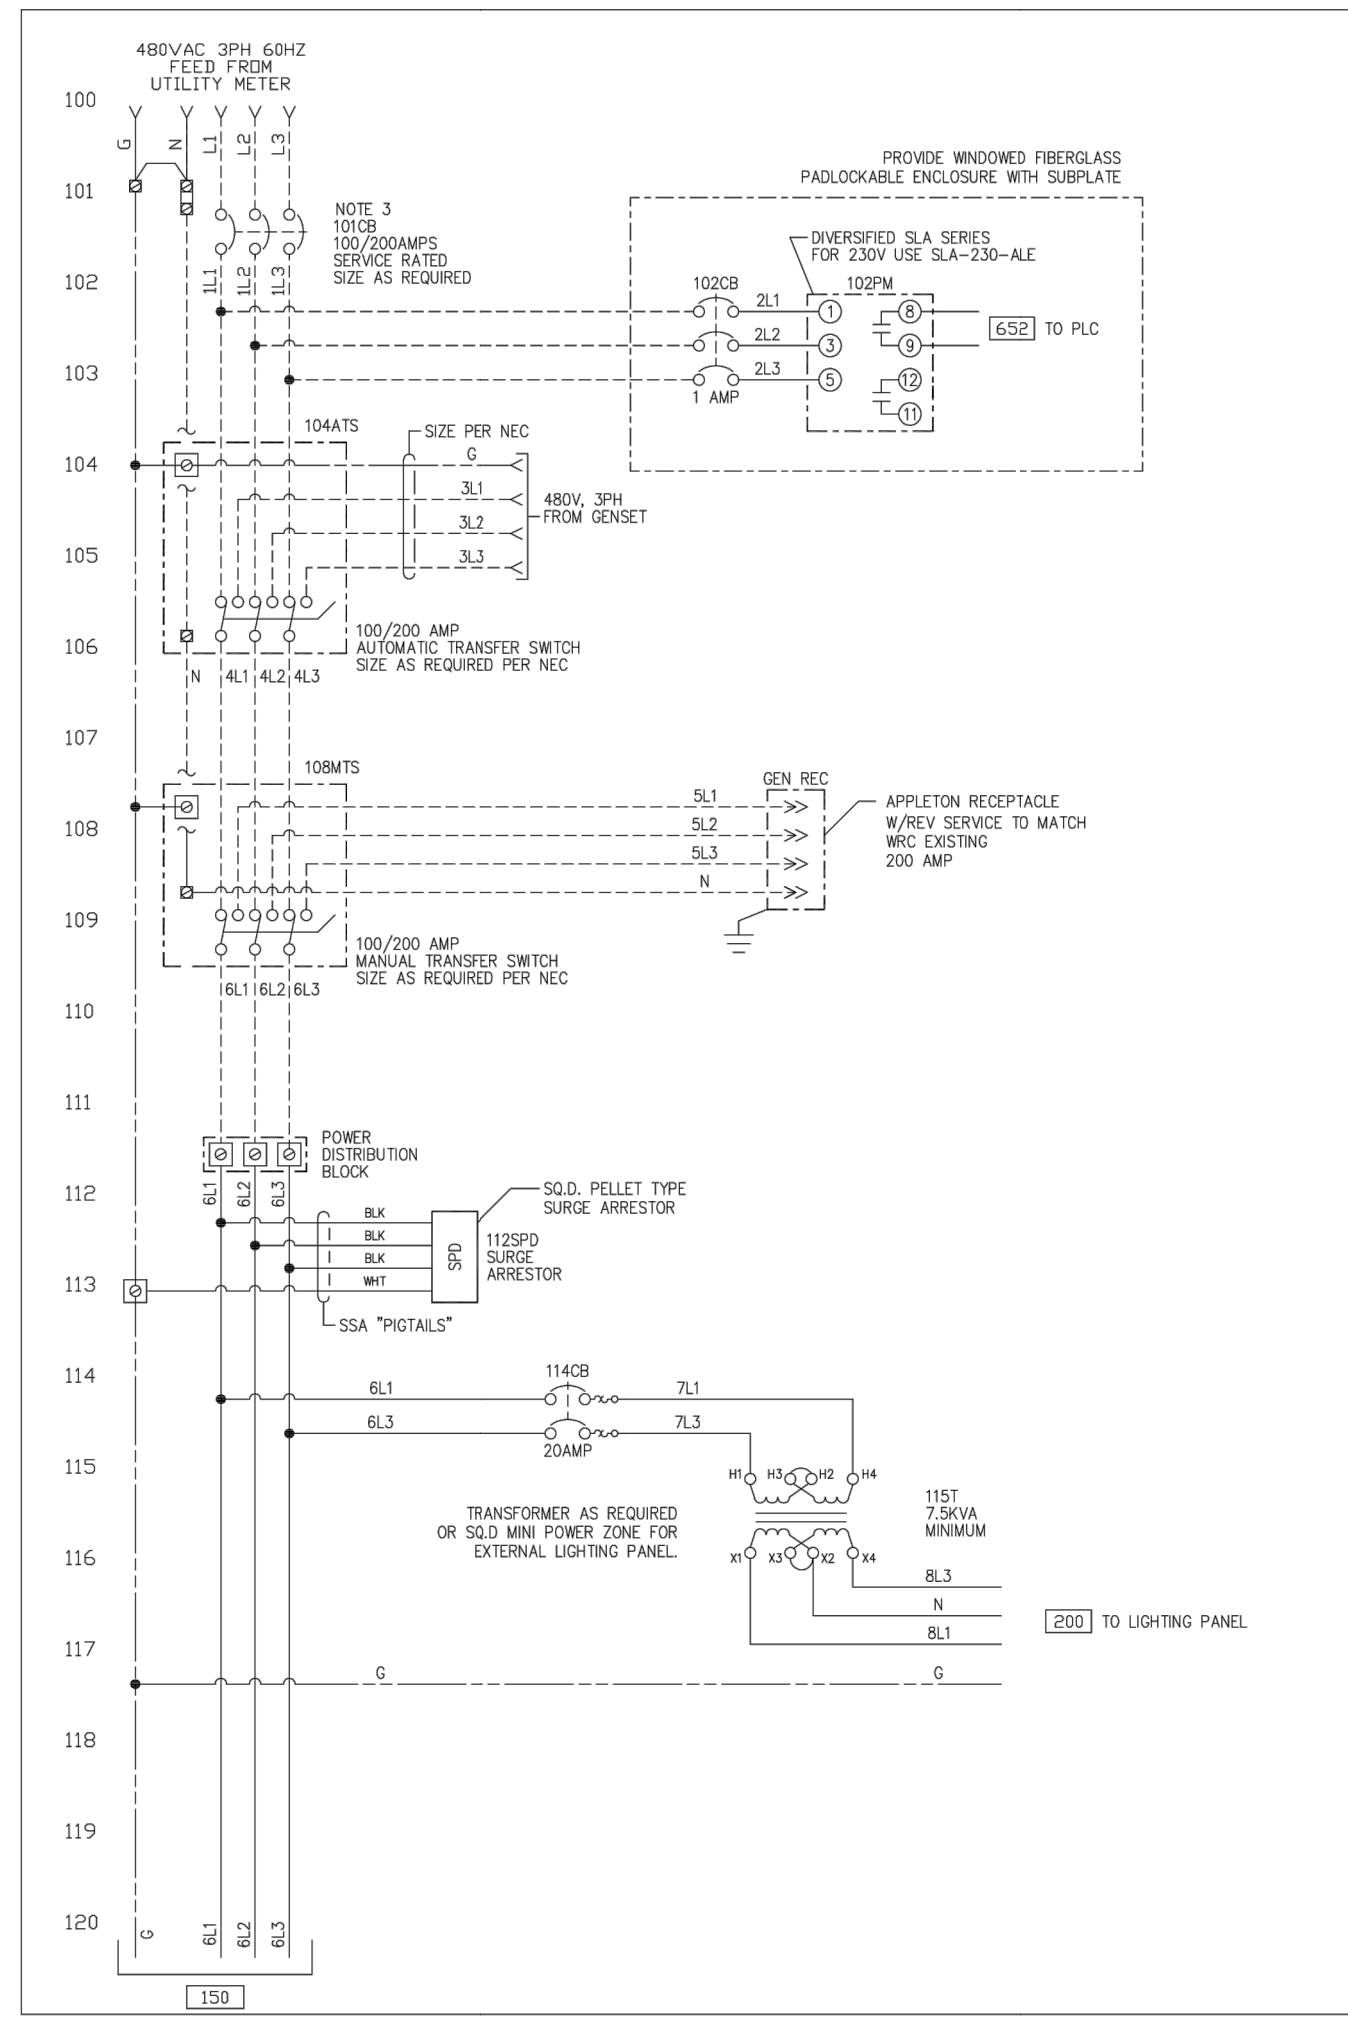 480VAC 3PH 60HZ
FEED FROM
UTILITY METER
100
G
N
L1
L2
L3
PROVIDE WINDOWED FIBERGLASS
PADLOCKABLE ENCLOSURE WITH SUBPLATE
101
NOTE 3
101CB
100/200AMPS
SERVICE RATED
SIZE AS REQUIRED
DIVERSIFIED SLA SERIES
FOR 230V USE SLA-230-ALE
102
1L1
1L2
1L3
102CB
102PM
2L1
1
8
652 TO PLC
2L2
3
9
103
2L3
5
12
1 AMP
11
104ATS
SIZE PER NEC
104
G
3L1
480V, 3PH
FROM GENSET
3L2
105
3L3
106
100/200 AMP
AUTOMATIC TRANSFER SWITCH
SIZE AS REQUIRED PER NEC
N
4L1
4L2
4L3
107
108MTS
GEN REC
5L1
APPLETON RECEPTACLE
W/REV SERVICE TO MATCH
WRC EXISTING
200 AMP
108
5L2
5L3
N
109
100/200 AMP
MANUAL TRANSFER SWITCH
SIZE AS REQUIRED PER NEC
6L1
6L2
6L3
110
111
POWER
DISTRIBUTION
BLOCK
112
6L1
6L2
6L3
SQ.D. PELLET TYPE
SURGE ARRESTOR
BLK
BLK
BLK
WHT
SPD
112SPD
SURGE
ARRESTOR
113
SSA "PIGTAILS"
114
114CB
6L1
7L1
6L3
7L3
20AMP
115
H1
H3
H2
H4
115T
7.5KVA
MINIMUM
TRANSFORMER AS REQUIRED
OR SQ.D MINI POWER ZONE FOR
EXTERNAL LIGHTING PANEL.
116
X1
X3
X2
X4
8L3
N
200 TO LIGHTING PANEL
8L1
117
G
G
118
119
120
G
6L1
6L2
6L3
150